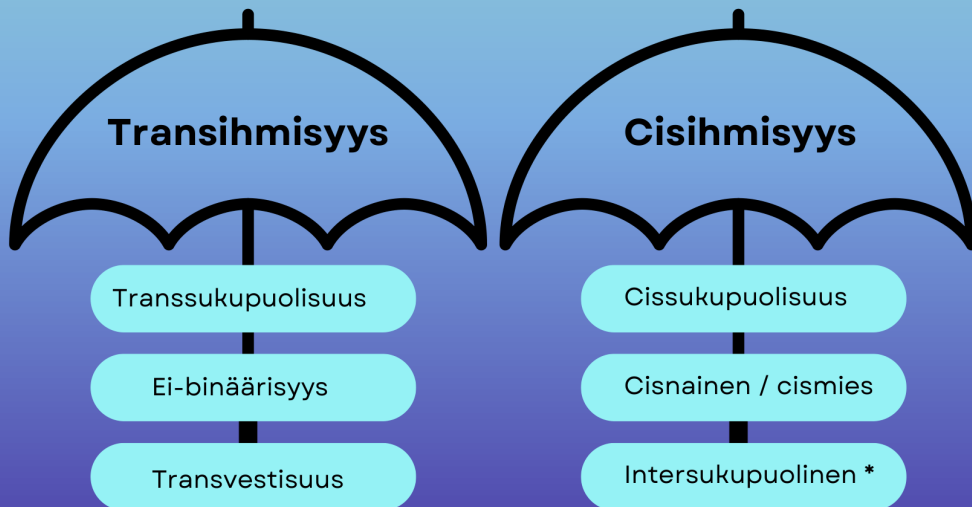 Transihmisyys
Transsukupuolisuus
Ei-binäärisyys
Transvestisuus
Cisihmisyys
Cissukupuolisuus
Cisnainen / cismies
Intersukupuolinen *